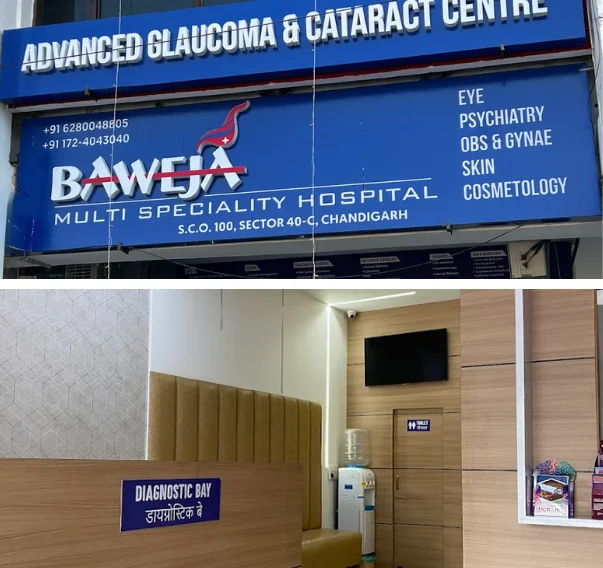 ADVANCED GLAUCOMA & CATARACT CENTRE
+91 6280048805
+91 172-4043040
BAWEJA
MULTI SPECIALITY HOSPITAL
S.C.O. 100, SECTOR 40-C, CHANDIGARH
EYE
PSYCHIATRY
OBS & GYNAE
SKIN
COSMETOLOGY
TOILET
DIAGNOSTIC BAY
डायग्नोस्टिक बे